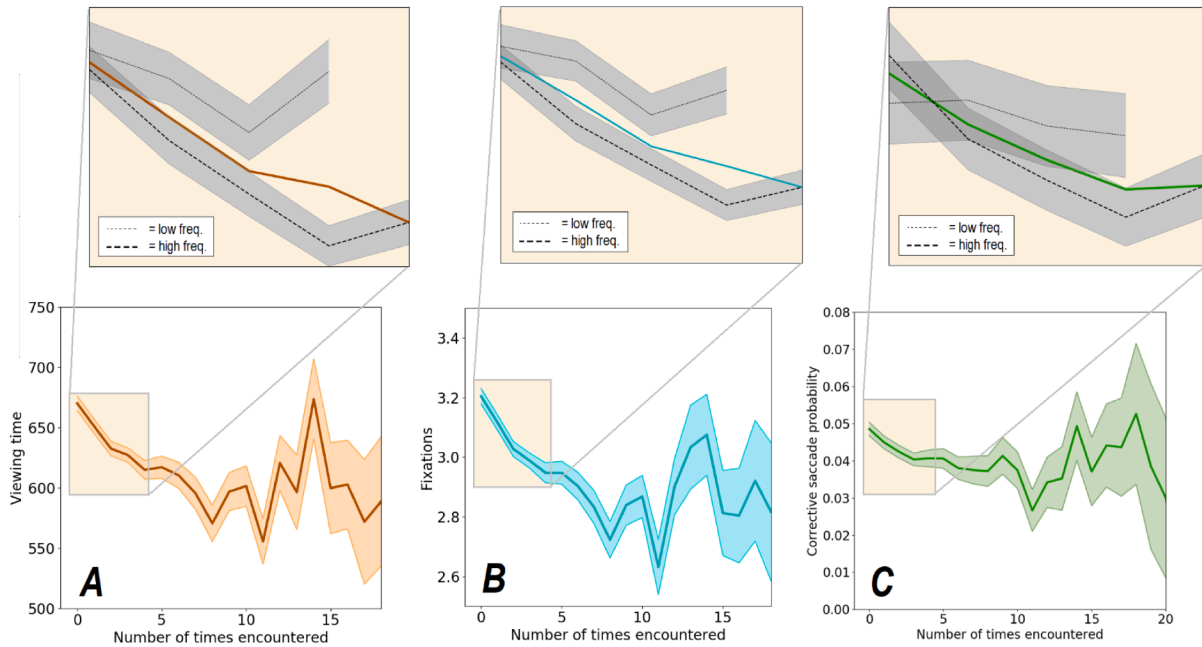 = low freq.
= high freq.
= low freq.
= high freq.
= low freq.
= high freq.
750
700
650
600
550
500
Viewing time
0
5
10
15
Number of times encountered
A
3.4
3.2
3.0
2.8
2.6
Fixations
0
5
10
15
Number of times encountered
B
0.08
0.07
0.06
0.05
0.04
0.03
0.02
0.01
0.00
Corrective saccade probability
0
5
10
15
20
Number of times encountered
C